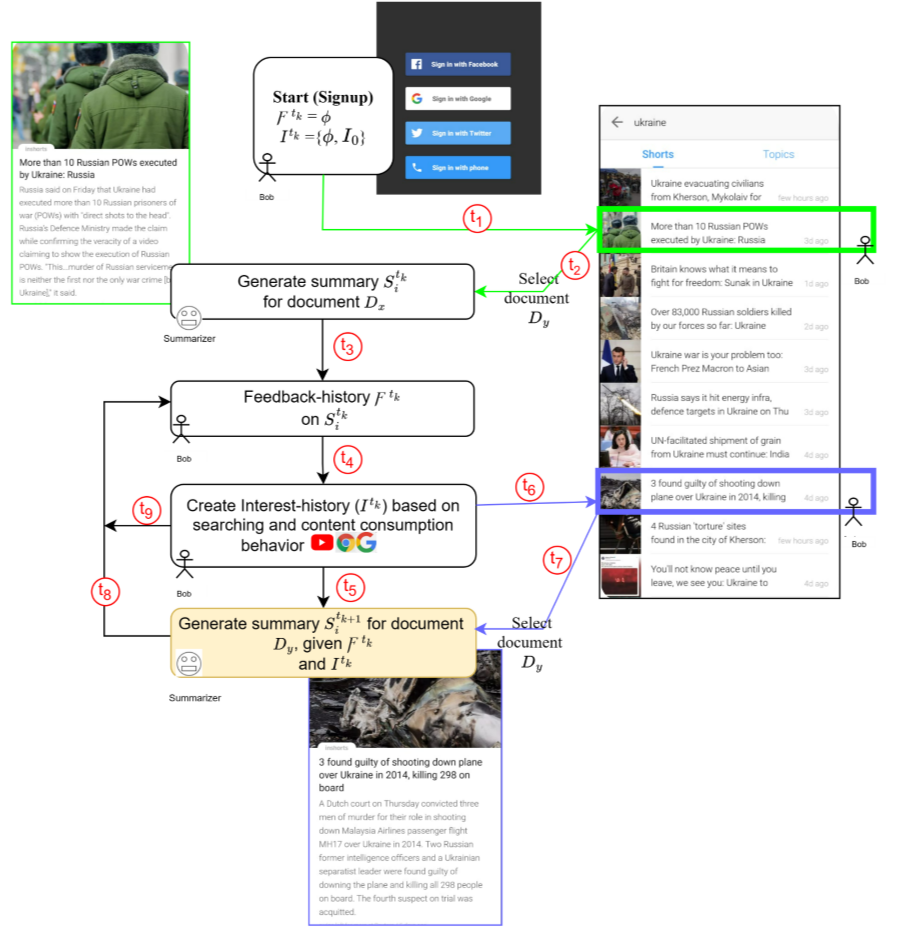 Start (Signup)
F^{t_k} = ϕ
I^{t_k} = {ϕ, I_0}
Bob
Sign in with Facebook
Sign in with Google
Sign in with Twitter
Sign in with phone
inshorts
More than 10 Russian POWs executed
by Ukraine: Russia
Russia said on Friday that Ukraine had
executed more than 10 Russian prisoners of
war (POWs) with "direct shots to the head".
Russia's Defence Ministry made the claim
while confirming the veracity of a video
claiming to show the execution of Russian
POWs. "This...murder of Russian serviceme
is neither the first nor the only war crime [b
Ukraine]," it said.
t_1
t_2
Select
document
D_y
Generate summary S_i^{t_k}
for document D_x
Summarizer
t_3
Feedback-history F^{t_k}
on S_i^{t_k}
Bob
t_4
Create Interest-history (I^{t_k}) based on
searching and content consumption
behavior
Bob
t_9
t_6
t_7
t_8
t_5
Generate summary S_i^{t_{k+1}} for document
D_y, given F^{t_k}
and I^{t_k}
Summarizer
Select
document
D_y
ukraine
Shorts
Topics
Ukraine evacuating civilians
from Kherson, Mykolaiv for
few hours ago
More than 10 Russian POWs
executed by Ukraine: Russia
3d ago
Bob
Britain knows what it means to
fight for freedom: Sunak in Ukraine
1d ago
Over 83,000 Russian soldiers killed
by our forces so far: Ukraine
2d ago
Ukraine war is your problem too:
French Prez Macron to Asian
3d ago
Russia says it hit energy infra,
defence targets in Ukraine on Thu
3d ago
UN-facilitated shipment of grain
from Ukraine must continue: India
4d ago
3 found guilty of shooting down
plane over Ukraine in 2014, killing
4d ago
Bob
4 Russian 'torture' sites
found in the city of Kherson:
few hours ago
You'll not know peace until you
leave, we see you: Ukraine to
4d ago
inshorts
3 found guilty of shooting down plane
over Ukraine in 2014, killing 298 on
board
A Dutch court on Thursday convicted three
men of murder for their role in shooting
down Malaysia Airlines passenger flight
MH17 over Ukraine in 2014. Two Russian
former intelligence officers and a Ukrainian
separatist leader were found guilty of
downing the plane and killing all 298 people
on board. The fourth suspect on trial was
acquitted.